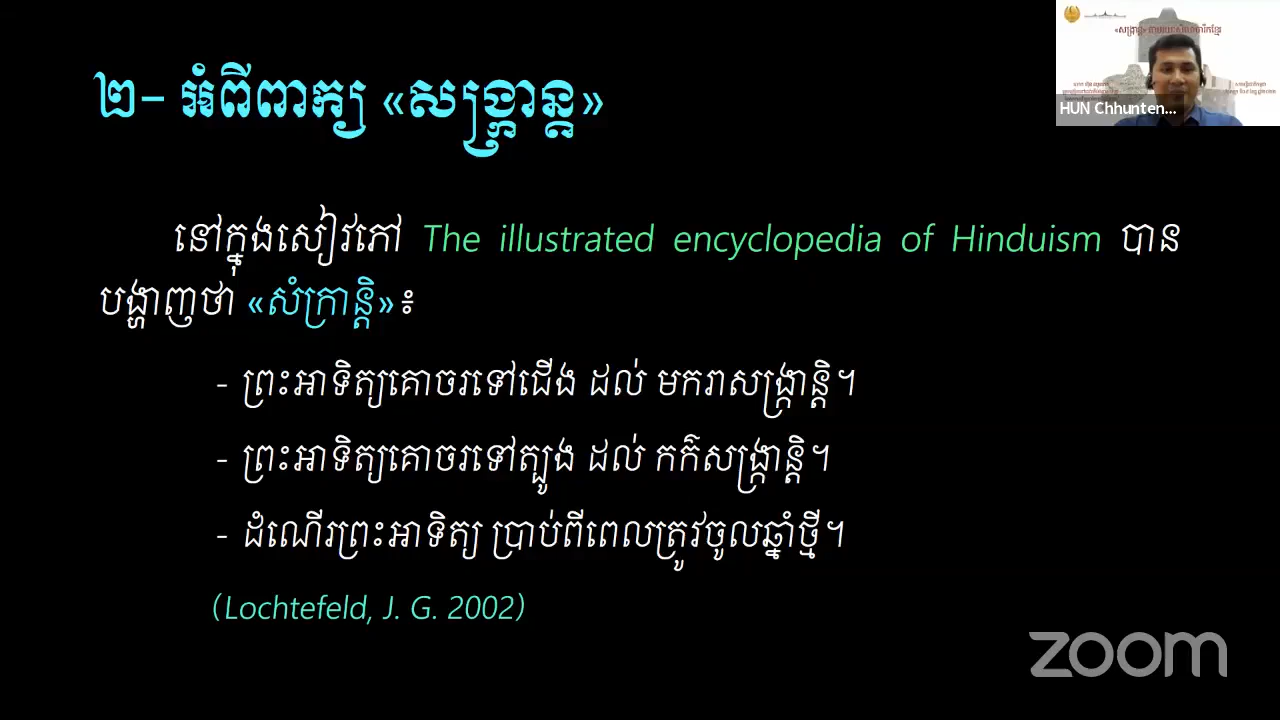 ២- អំពីពាក្យ «សង្ក្រាន្ត»
នៅក្នុងសៀវភៅ The illustrated encyclopedia of Hinduism បាន
បង្ហាញថា «សំក្រាន្តិ»៖
- ព្រះអាទិត្យគោចរទៅជើង ដល់ មករាសង្ក្រាន្តិ។
- ព្រះអាទិត្យគោចរទៅត្បូង ដល់ កក៌សង្ក្រាន្តិ។
- ដំណើរព្រះអាទិត្យ ប្រាប់ពីពេលត្រូវចូលឆ្នាំថ្មី។
(Lochtefeld, J. G. 2002)
HUN Chhunten...
zoom